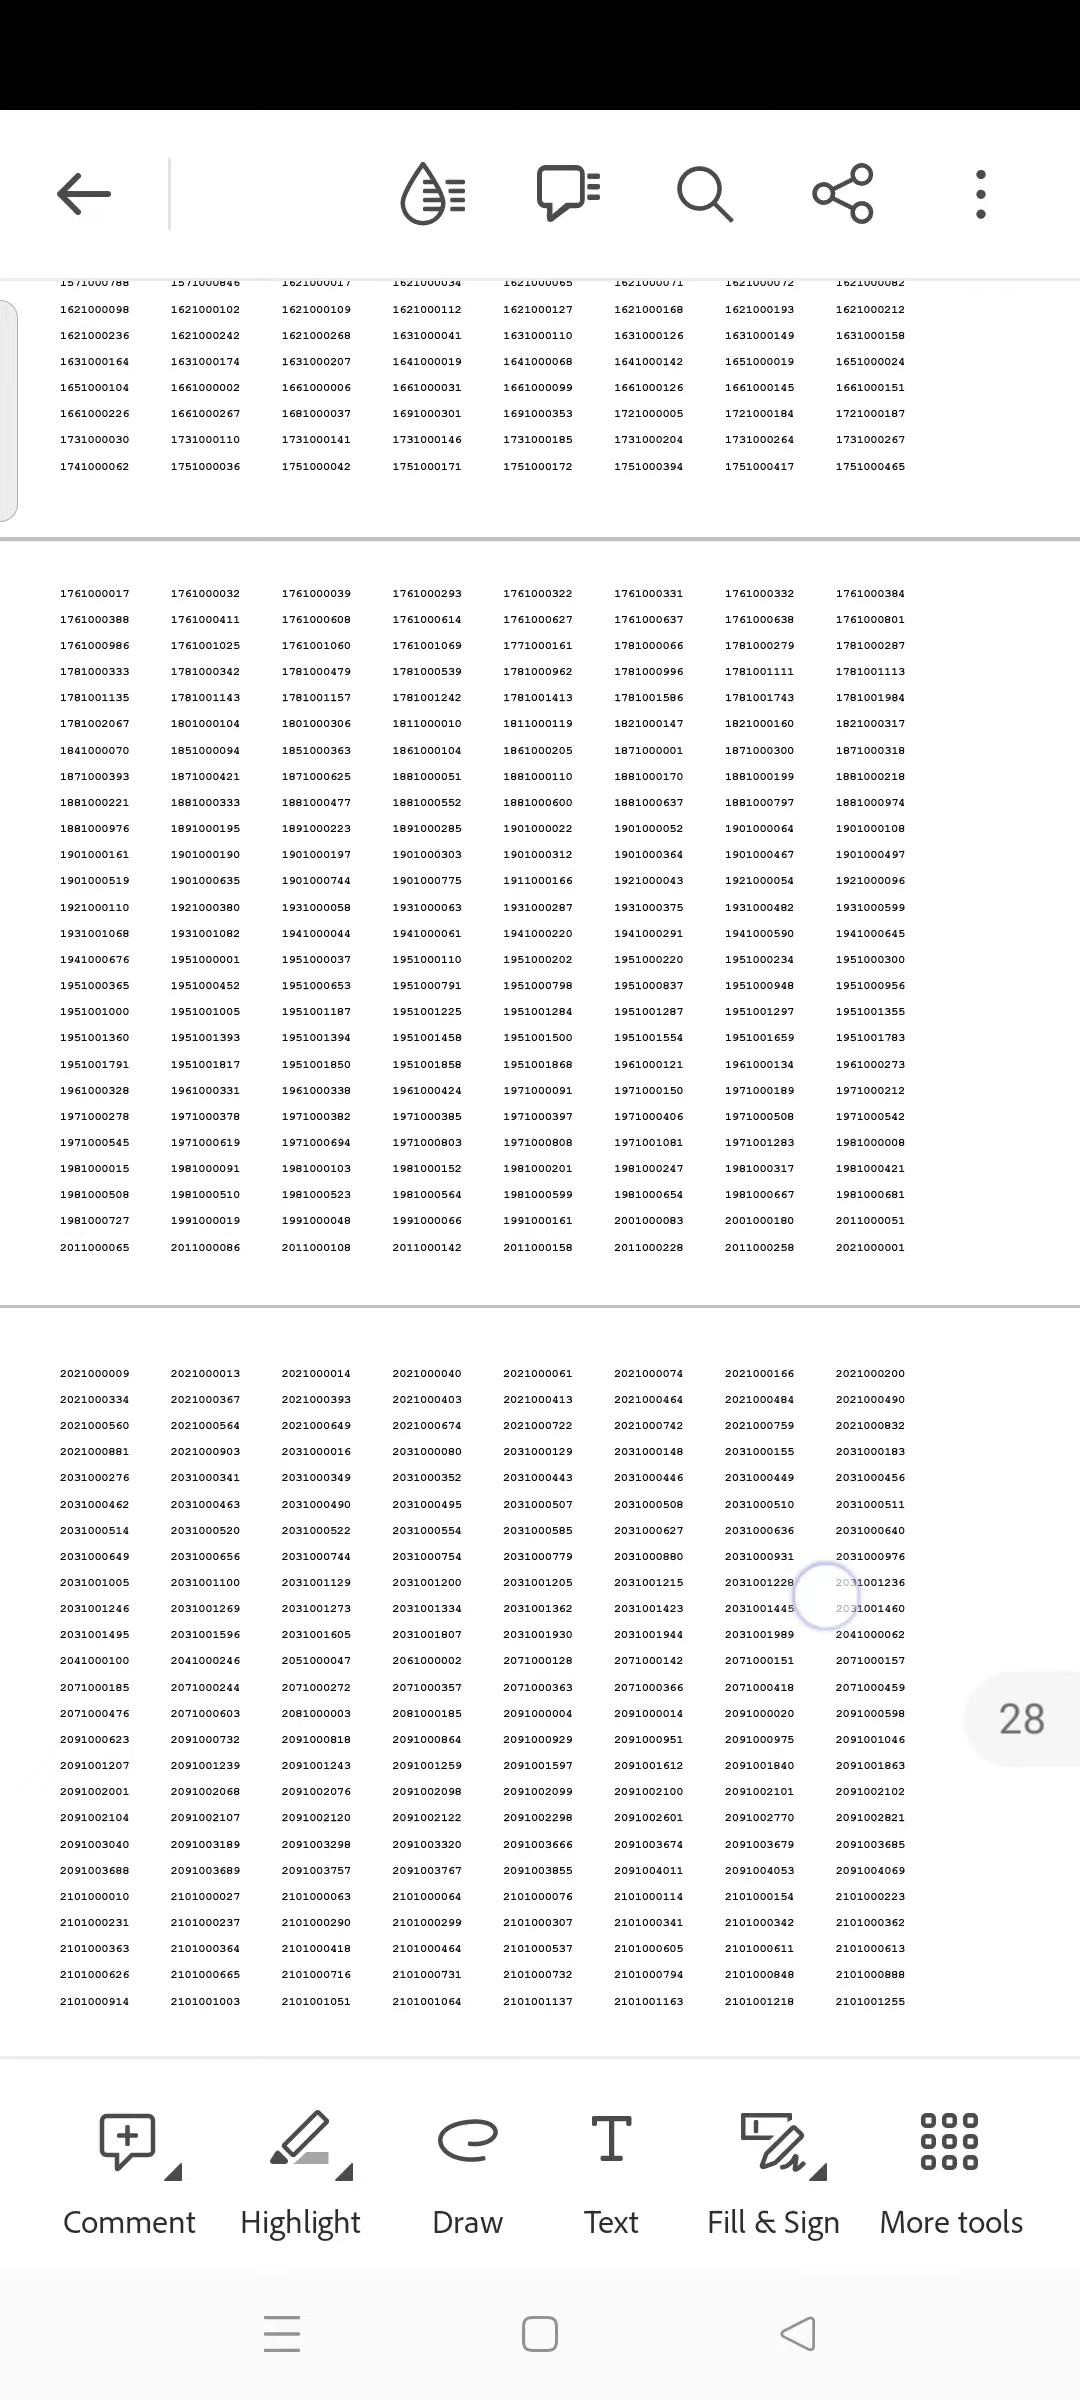 1571000788 1571000846 1621000017 1621000034 1621000065 1621000071 1621000072 1621000082
1621000098 1621000102 1621000109 1621000112 1621000127 1621000168 1621000193 1621000212
1621000236 1621000242 1621000268 1631000041 1631000110 1631000126 1631000149 1631000158
1631000164 1631000174 1631000207 1641000019 1641000068 1641000142 1651000019 1651000024
1651000104 1661000002 1661000006 1661000031 1661000099 1661000126 1661000145 1661000151
1661000226 1661000267 1681000037 1691000301 1691000353 1721000005 1721000184 1721000187
1731000030 1731000110 1731000141 1731000146 1731000185 1731000204 1731000264 1731000267
1741000062 1751000036 1751000042 1751000171 1751000172 1751000394 1751000417 1751000465
1761000017 1761000032 1761000039 1761000293 1761000322 1761000331 1761000332 1761000384
1761000388 1761000411 1761000608 1761000614 1761000627 1761000637 1761000638 1761000801
1761000986 1761001025 1761001060 1761001069 1771000161 1781000066 1781000279 1781000287
1781000333 1781000342 1781000479 1781000539 1781000962 1781000996 1781001111 1781001113
1781001135 1781001143 1781001157 1781001242 1781001413 1781001586 1781001743 1781001984
1781002067 1801000104 1801000306 1811000010 1811000119 1821000147 1821000160 1821000317
1841000070 1851000094 1851000363 1861000104 1861000205 1871000001 1871000300 1871000318
1871000393 1871000421 1871000625 1881000051 1881000110 1881000170 1881000199 1881000218
1881000221 1881000333 1881000477 1881000552 1881000600 1881000637 1881000797 1881000974
1881000976 1891000195 1891000223 1891000285 1901000022 1901000052 1901000064 1901000108
1901000161 1901000190 1901000197 1901000303 1901000312 1901000364 1901000467 1901000497
1901000519 1901000635 1901000744 1901000775 1911000166 1921000043 1921000054 1921000096
1921000110 1921000380 1931000058 1931000063 1931000287 1931000375 1931000482 1931000599
1931001068 1931001082 1941000044 1941000061 1941000220 1941000291 1941000590 1941000645
1941000676 1951000001 1951000037 1951000110 1951000202 1951000220 1951000234 1951000300
1951000365 1951000452 1951000653 1951000791 1951000798 1951000837 1951000948 1951000956
1951001000 1951001005 1951001187 1951001225 1951001284 1951001287 1951001297 1951001355
1951001360 1951001393 1951001394 1951001458 1951001500 1951001554 1951001659 1951001783
1951001791 1951001817 1951001850 1951001858 1951001868 1961000121 1961000134 1961000273
1961000328 1961000331 1961000338 1961000424 1971000091 1971000150 1971000189 1971000212
1971000278 1971000378 1971000382 1971000385 1971000397 1971000406 1971000508 1971000542
1971000545 1971000619 1971000694 1971000803 1971000808 1971001081 1971001283 1981000008
1981000015 1981000091 1981000103 1981000152 1981000201 1981000247 1981000317 1981000421
1981000508 1981000510 1981000523 1981000564 1981000599 1981000654 1981000667 1981000681
1981000727 1991000019 1991000048 1991000066 1991000161 2001000083 2001000180 2011000051
2011000065 2011000086 2011000108 2011000142 2011000158 2011000228 2011000258 2021000001
2021000009 2021000013 2021000014 2021000040 2021000061 2021000074 2021000166 2021000200
2021000334 2021000367 2021000393 2021000403 2021000413 2021000464 2021000484 2021000490
2021000560 2021000564 2021000649 2021000674 2021000722 2021000742 2021000759 2021000832
2021000881 2021000903 2031000016 2031000080 2031000129 2031000148 2031000155 2031000183
2031000276 2031000341 2031000349 2031000352 2031000443 2031000446 2031000449 2031000456
2031000462 2031000463 2031000490 2031000495 2031000507 2031000508 2031000510 2031000511
2031000514 2031000520 2031000522 2031000554 2031000585 2031000627 2031000636 2031000640
2031000649 2031000656 2031000744 2031000754 2031000779 2031000880 2031000931 2031000976
2031001005 2031001100 2031001129 2031001200 2031001205 2031001215 2031001228 2031001236
2031001246 2031001269 2031001273 2031001334 2031001362 2031001423 2031001445 2031001460
2031001495 2031001596 2031001605 2031001807 2031001930 2031001944 2031001989 2041000062
2041000100 2041000246 2051000047 2061000002 2071000128 2071000142 2071000151 2071000157
2071000185 2071000244 2071000272 2071000357 2071000363 2071000366 2071000418 2071000459
2071000476 2071000603 2081000003 2081000185 2091000004 2091000014 2091000020 2091000598
28
2091000623 2091000732 2091000818 2091000864 2091000929 2091000951 2091000975 2091001046
2091001207 2091001239 2091001243 2091001259 2091001597 2091001612 2091001840 2091001863
2091002001 2091002068 2091002076 2091002098 2091002099 2091002100 2091002101 2091002102
2091002104 2091002107 2091002120 2091002122 2091002298 2091002601 2091002770 2091002821
2091003040 2091003189 2091003298 2091003320 2091003666 2091003674 2091003679 2091003685
2091003688 2091003689 2091003757 2091003767 2091003855 2091004011 2091004053 2091004069
2101000010 2101000027 2101000063 2101000064 2101000076 2101000114 2101000154 2101000223
2101000231 2101000237 2101000290 2101000299 2101000307 2101000341 2101000342 2101000362
2101000363 2101000364 2101000418 2101000464 2101000537 2101000605 2101000611 2101000613
2101000626 2101000665 2101000716 2101000731 2101000732 2101000794 2101000848 2101000888
2101000914 2101001003 2101001051 2101001064 2101001137 2101001163 2101001218 2101001255
Comment Highlight Draw Text Fill & Sign More tools